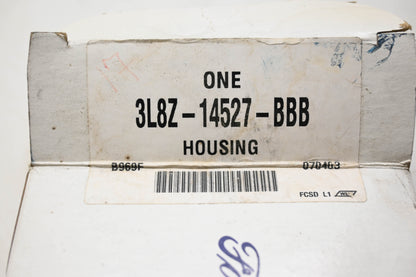 ONE
3L8Z-14527-BBB
HOUSING
B969F 070403
FCSD L1